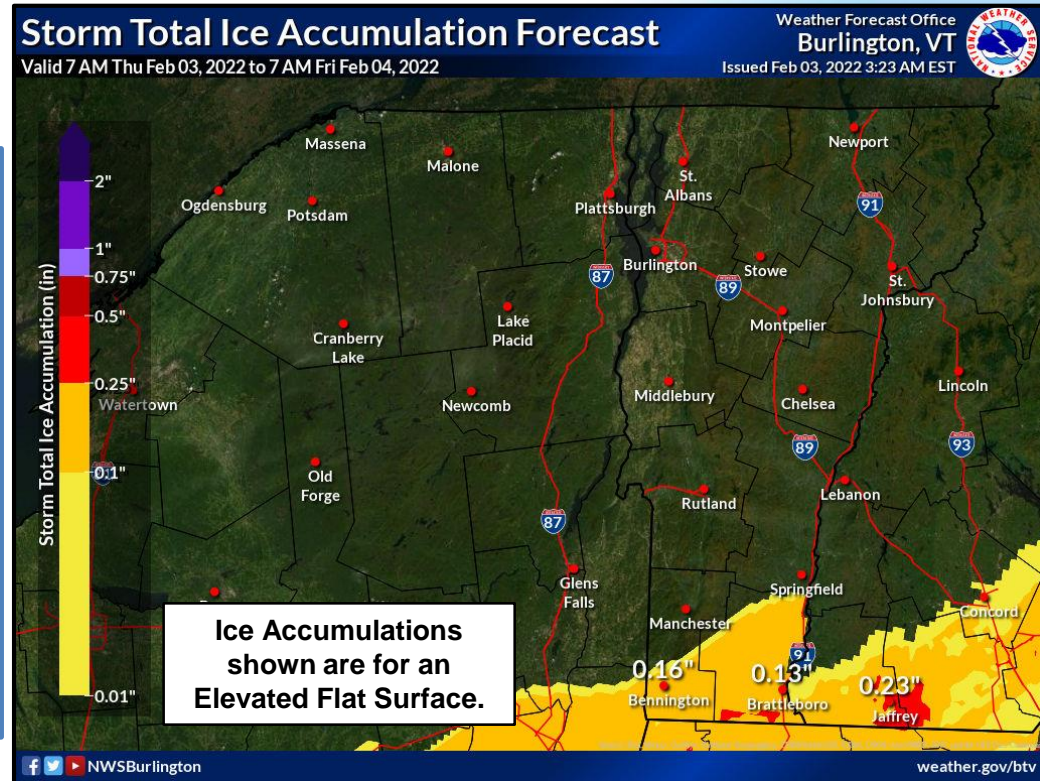 Storm Total Ice Accumulation Forecast
Valid 7 AM Thu Feb 03, 2022 to 7 AM Fri Feb 04, 2022
Weather Forecast Office
Burlington, VT
Issued Feb 03, 2022 3:23 AM EST
NATIONAL WEATHER SERVICE
Storm Total Ice Accumulation (in)
2"
1"
0.75"
0.5"
0.25"
0.1"
0.01"
Massena
Malone
Newport
Ogdensburg
Potsdam
Plattsburgh
St.
Albans
91
Burlington
Stowe
87
89
St.
Johnsbury
Cranberry
Lake
Lake
Placid
Montpelier
Watertown
Newcomb
Middlebury
Chelsea
Lincoln
89
93
Old
Forge
Rutland
Lebanon
87
Glens
Falls
Springfield
Concord
Manchester
91
0.16"
Bennington
0.13"
Brattleboro
0.23"
Jaffrey
Ice Accumulations
shown are for an
Elevated Flat Surface.
NWSBurlington
weather.gov/btv